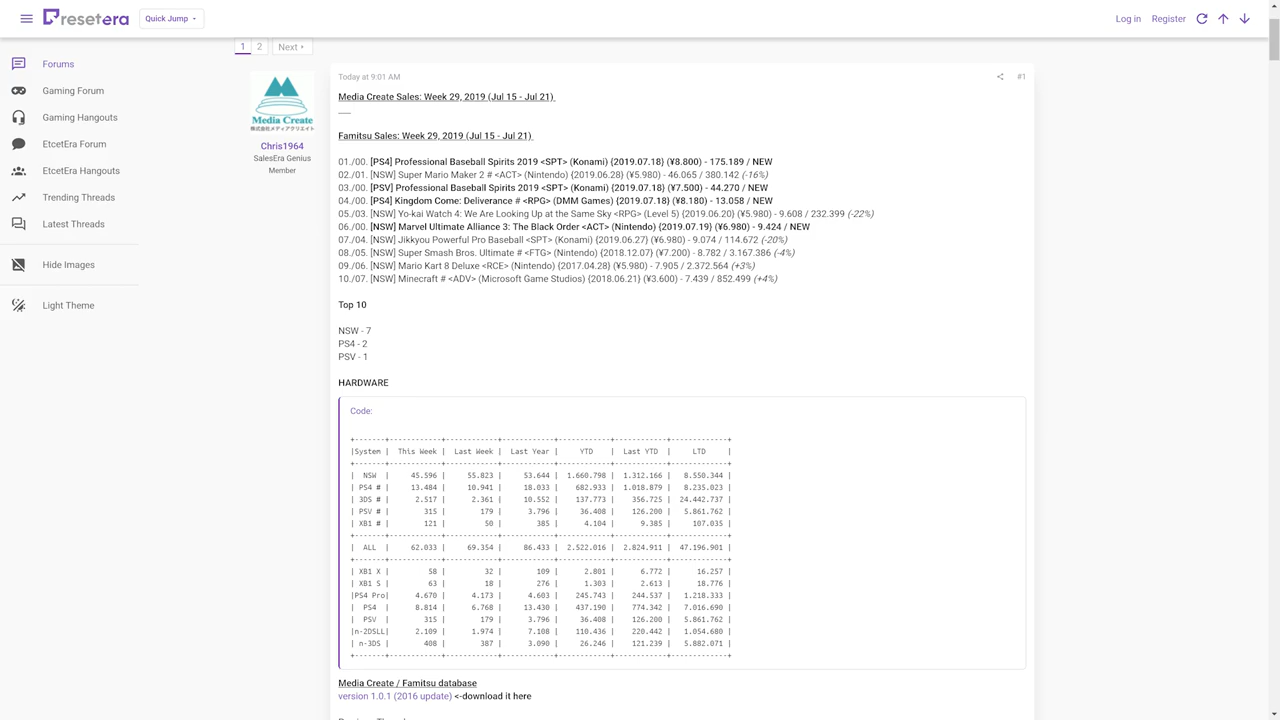 resetera
Quick Jump
Log in
Register
1
2
Next
Forums
Gaming Forum
Gaming Hangouts
EtcetEra Forum
EtcetEra Hangouts
Trending Threads
Latest Threads
Hide Images
Light Theme
Media Create
株式会社メディアクリエイト
Chris1964
SalesEra Genius
Member
Today at 9:01 AM
#1
Media Create Sales: Week 29, 2019 (Jul 15 - Jul 21)
Famitsu Sales: Week 29, 2019 (Jul 15 - Jul 21)
01./00. [PS4] Professional Baseball Spirits 2019 <SPT> (Konami) {2019.07.18} (¥8.800) - 175.189 / NEW
02./01. [NSW] Super Mario Maker 2 # <ACT> (Nintendo) {2019.06.28} (¥5.980) - 46.065 / 380.142 (-16%)
03./00. [PSV] Professional Baseball Spirits 2019 <SPT> (Konami) {2019.07.18} (¥7.500) - 44.270 / NEW
04./00. [PS4] Kingdom Come: Deliverance # <RPG> (DMM Games) {2019.07.18} (¥8.180) - 13.058 / NEW
05./03. [NSW] Yo-kai Watch 4: We Are Looking Up at the Same Sky <RPG> (Level 5) {2019.06.20} (¥5.980) - 9.608 / 232.399 (-22%)
06./00. [NSW] Marvel Ultimate Alliance 3: The Black Order <ACT> (Nintendo) {2019.07.19} (¥6.980) - 9.424 / NEW
07./04. [NSW] Jikkyou Powerful Pro Baseball <SPT> (Konami) {2019.06.27} (¥6.980) - 9.074 / 114.672 (-20%)
08./05. [NSW] Super Smash Bros. Ultimate # <FTG> (Nintendo) {2018.12.07} (¥7.200) - 8.782 / 3.167.386 (-4%)
09./06. [NSW] Mario Kart 8 Deluxe <RCE> (Nintendo) {2017.04.28} (¥5.980) - 7.905 / 2.372.564 (+3%)
10./07. [NSW] Minecraft # <ADV> (Microsoft Game Studios) {2018.06.21} (¥3.600) - 7.439 / 852.499 (+4%)
Top 10
NSW - 7
PS4 - 2
PSV - 1
HARDWARE
Code:
+-------+-----------+-----------+-----------+-----------+-----------+------------+
|System | This Week | Last Week | Last Year | YTD | Last YTD | LTD |
+-------+-----------+-----------+-----------+-----------+-----------+------------+
| NSW | 45.596 | 55.823 | 53.644 | 1.660.798 | 1.312.166 | 8.550.344 |
| PS4 # | 13.484 | 10.941 | 18.033 | 682.933 | 1.018.879 | 8.235.023 |
| 3DS # | 2.517 | 2.361 | 10.552 | 137.773 | 356.725 | 24.442.737 |
| PSV # | 315 | 179 | 3.796 | 36.408 | 126.200 | 5.861.762 |
| XB1 # | 121 | 50 | 385 | 4.104 | 9.385 | 107.035 |
+-------+-----------+-----------+-----------+-----------+-----------+------------+
| ALL | 62.033 | 69.354 | 86.433 | 2.522.016 | 2.824.911 | 47.196.901 |
+-------+-----------+-----------+-----------+-----------+-----------+------------+
| XB1 X | 58 | 32 | 109 | 2.801 | 6.772 | 16.257 |
| XB1 S | 63 | 18 | 276 | 1.303 | 2.613 | 18.776 |
|PS4 Pro| 4.670 | 4.173 | 4.603 | 245.743 | 244.537 | 1.218.333 |
| PS4 | 8.814 | 6.768 | 13.430 | 437.190 | 774.342 | 7.016.690 |
| PSV | 315 | 179 | 3.796 | 36.408 | 126.200 | 5.861.762 |
|n-2DSLL| 2.109 | 1.974 | 7.108 | 110.436 | 220.442 | 1.054.680 |
| n-3DS | 408 | 387 | 3.090 | 26.246 | 121.239 | 5.882.071 |
+-------+-----------+-----------+-----------+-----------+-----------+------------+
Media Create / Famitsu database
version 1.0.1 (2016 update) <-download it here